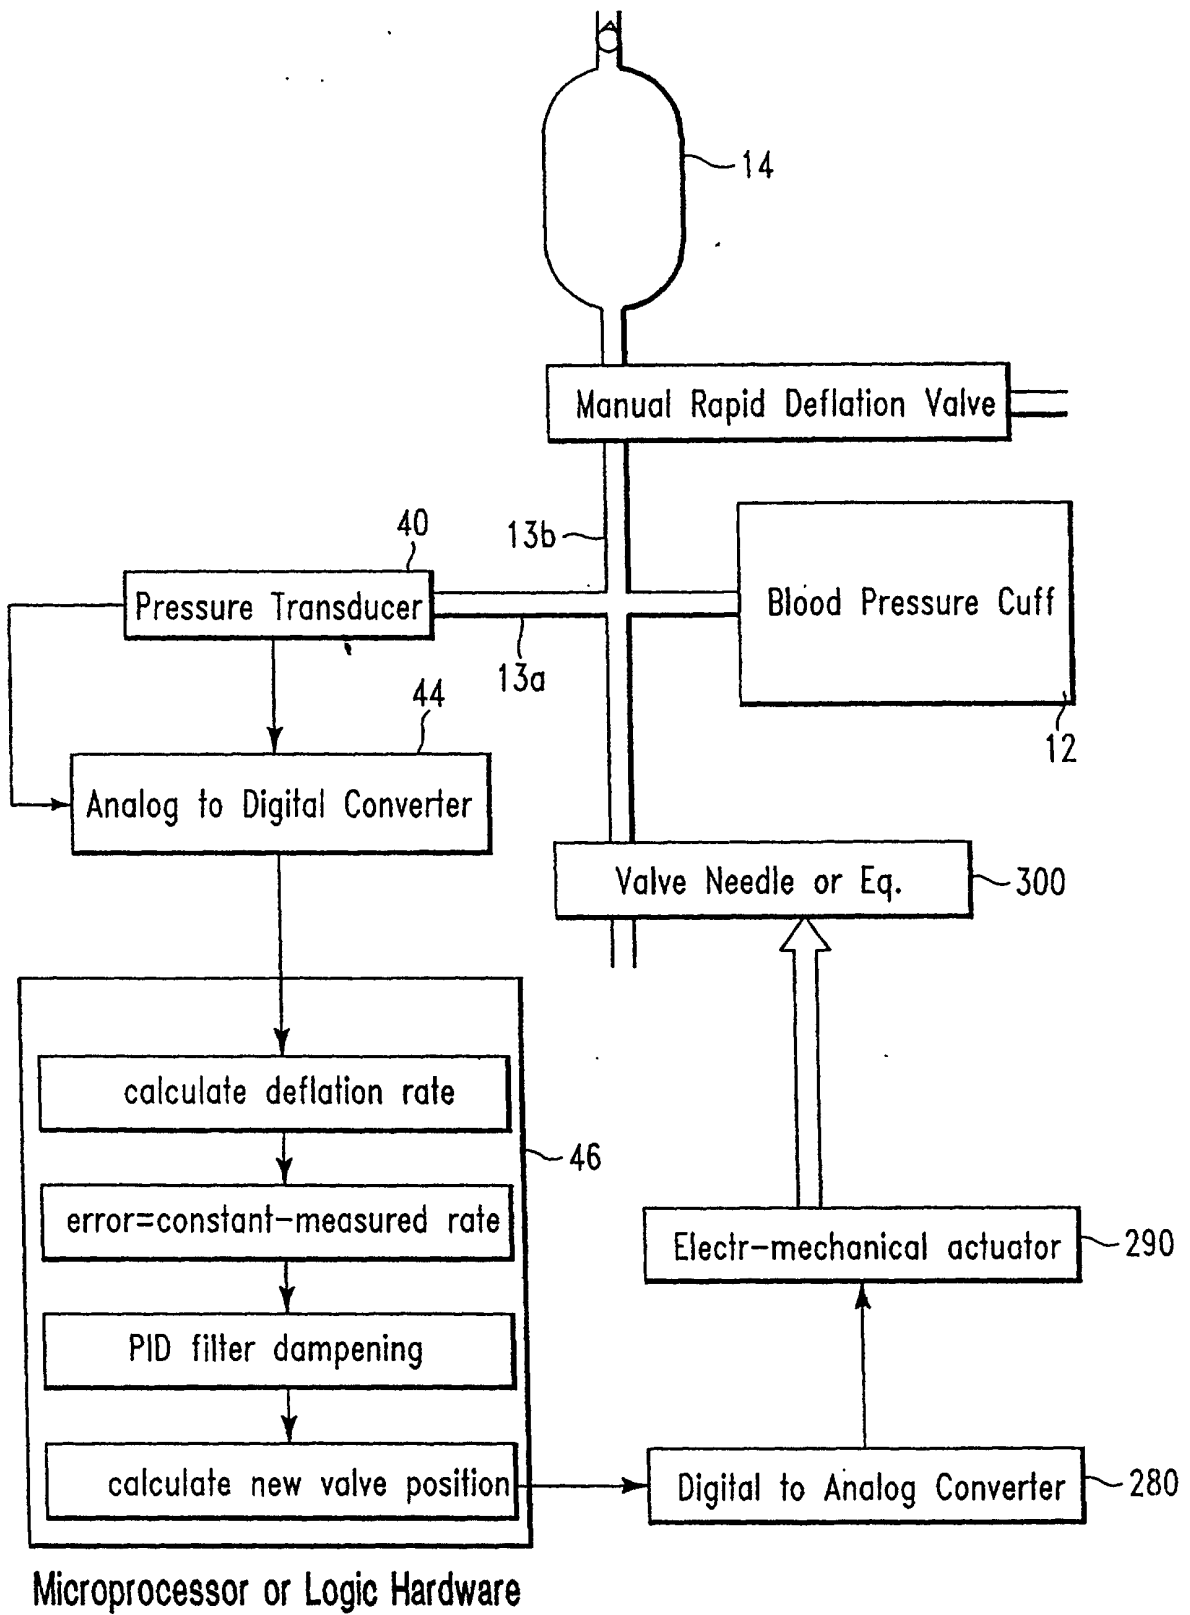 14
Manual Rapid Deflation Valve
13b
40
Pressure Transducer
Blood Pressure Cuff
13a
12
44
Analog to Digital Converter
Valve Needle or Eq.
300
calculate deflation rate
46
error=constant-measured rate
Electr-mechanical actuator
290
PID filter dampening
calculate new valve position
Digital to Analog Converter
280
Microprocessor or Logic Hardware